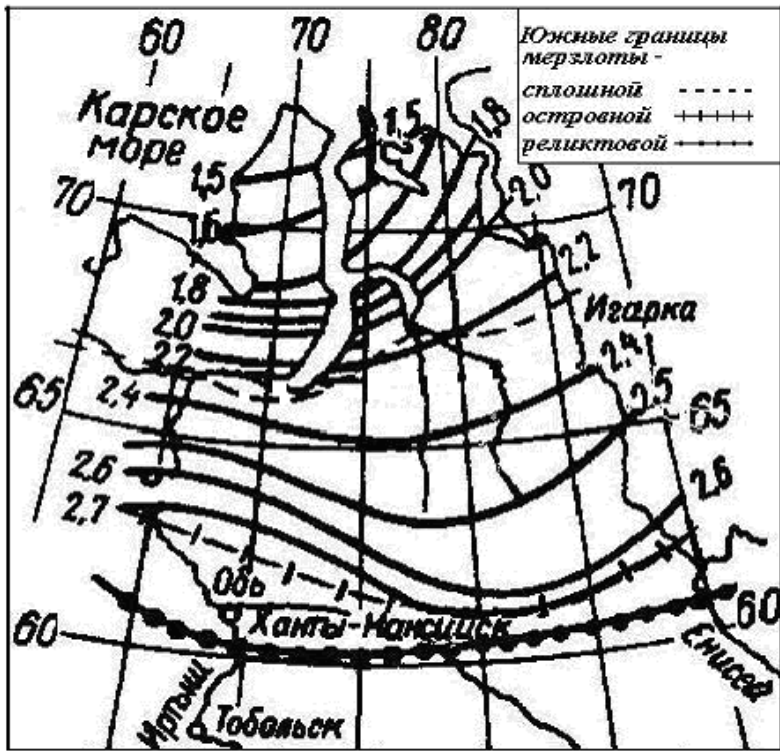 60
70
80
Южные границы
мерзлоты -
сплошной
островной
реликтовой
Карское
море
1,5
1,8
1,5
2,0
70
70
1,6
2,2
1,8
2,0
Игарка
2,2
2,4
65
2,4
2,5
65
2,6
2,6
2,7
Обь
Ханты-Мансийск
60
60
Енисей
Иртыш
Тобольск